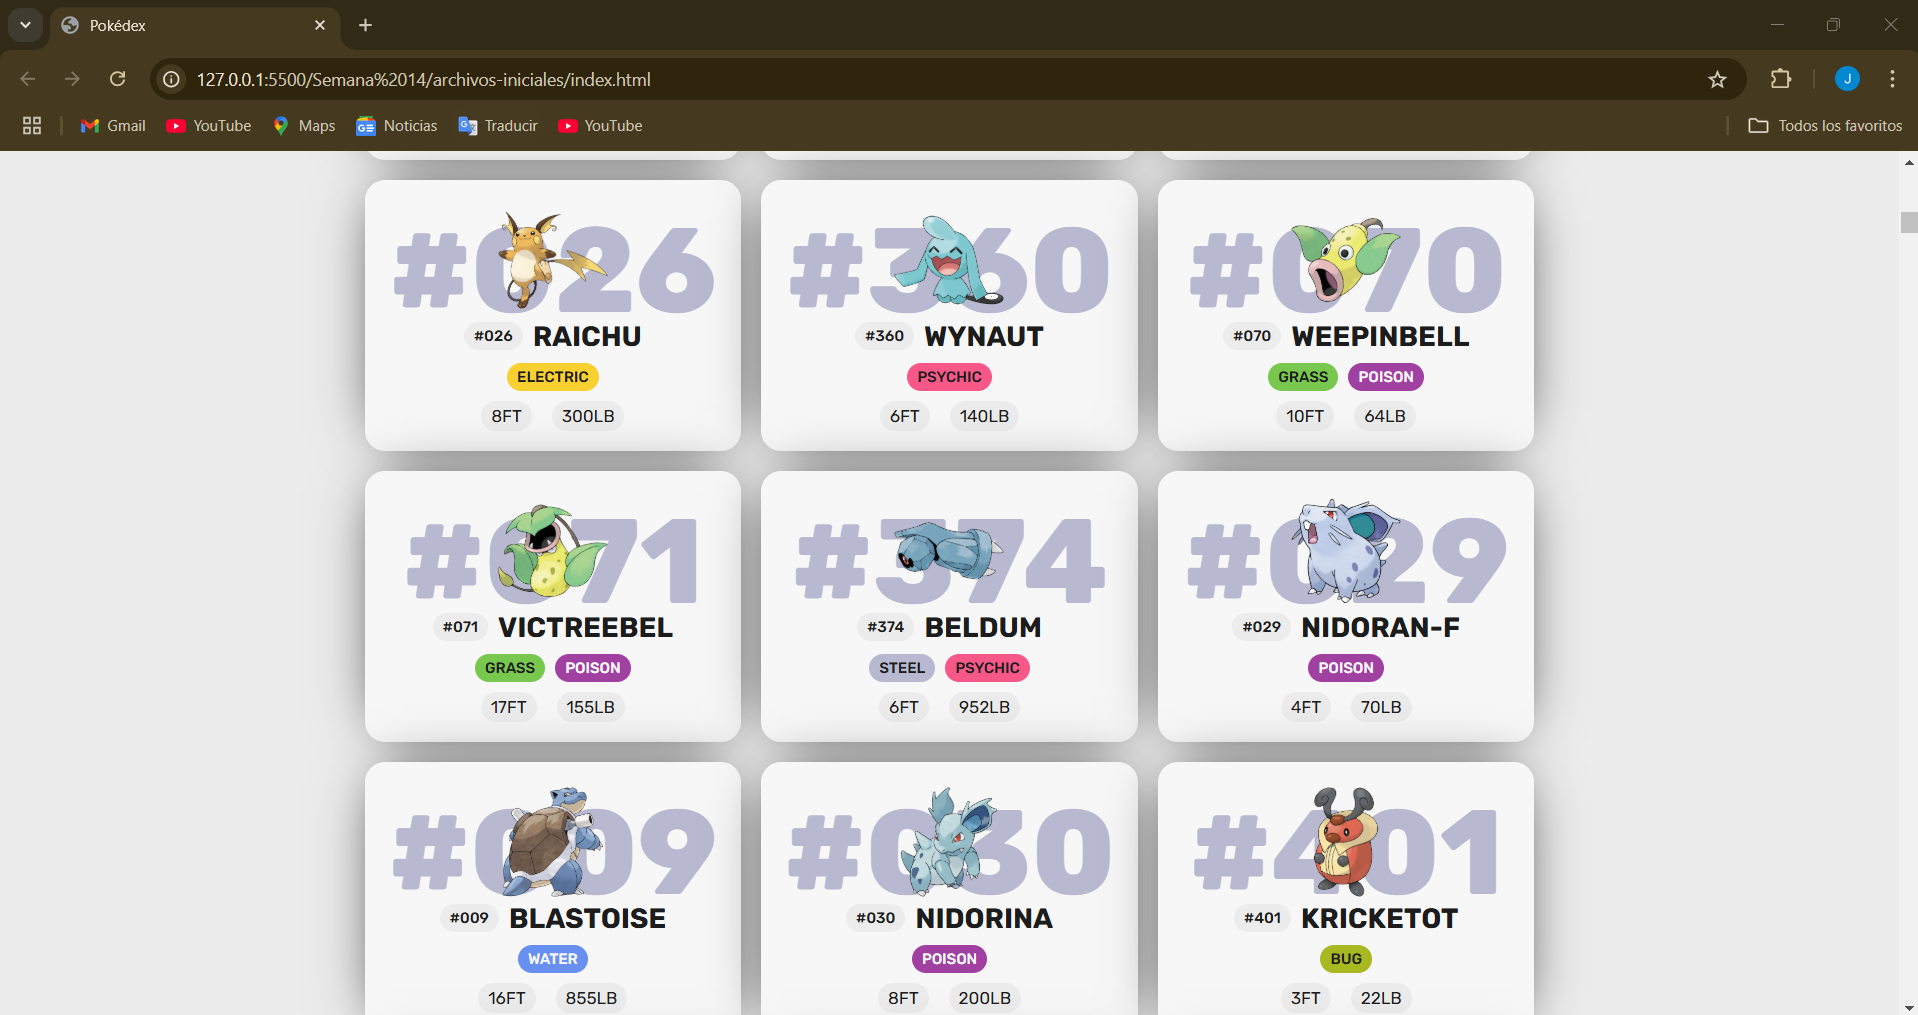 Pokédex
127.0.0.1:5500/Semana%2014/archivos-iniciales/index.html
J
Gmail YouTube Maps Noticias Traducir YouTube Todos los favoritos
#026 #360 #070
#026 RAICHU #360 WYNAUT #070 WEEPINBELL
ELECTRIC PSYCHIC GRASS POISON
8FT 300LB 6FT 140LB 10FT 64LB
#071 #374 #029
#071 VICTREEBEL #374 BELDUM #029 NIDORAN-F
GRASS POISON STEEL PSYCHIC POISON
17FT 155LB 6FT 952LB 4FT 70LB
#009 #030 #401
#009 BLASTOISE #030 NIDORINA #401 KRICKETOT
WATER POISON BUG
16FT 855LB 8FT 200LB 3FT 22LB